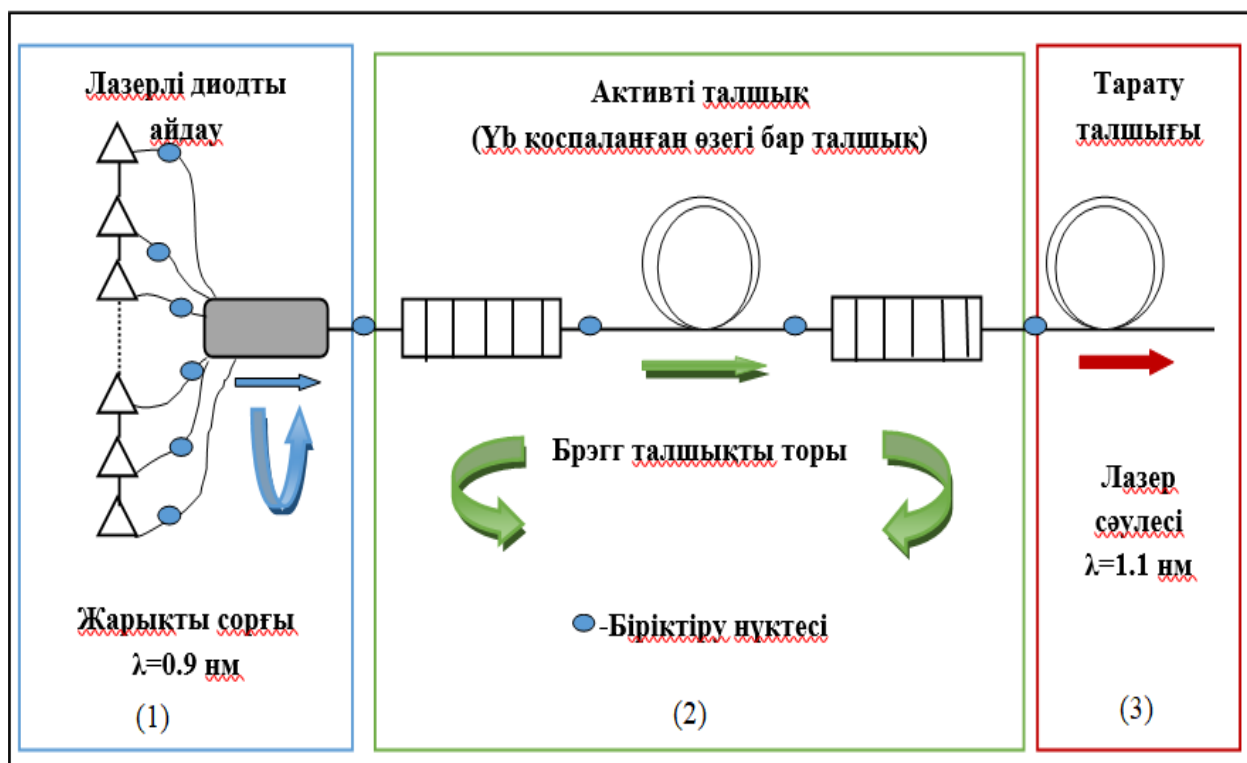 Лазерлі диодты
айдау
Жарықты сорғы
λ=0.9 нм
(1)
Активті талшық
(Yb қоспаланған өзегі бар талшық)
Брэгг талшықты торы
-Біріктіру нүктесі
(2)
Тарату
талшығы
Лазер
сәулесі
λ=1.1 нм
(3)